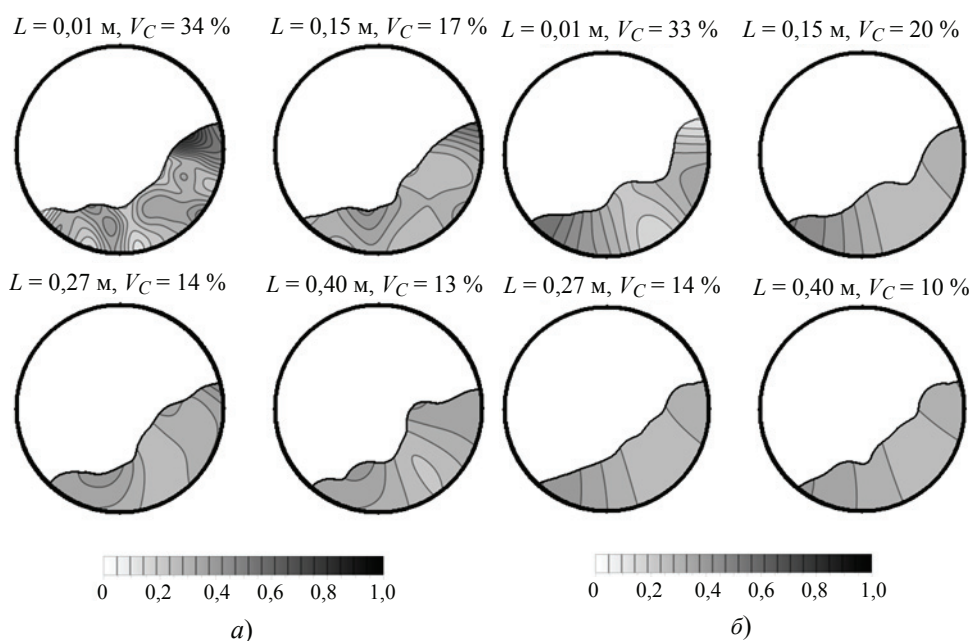 L = 0,01 м, V_C = 34 %
L = 0,15 м, V_C = 17 %
L = 0,01 м, V_C = 33 %
L = 0,15 м, V_C = 20 %
L = 0,27 м, V_C = 14 %
L = 0,40 м, V_C = 13 %
L = 0,27 м, V_C = 14 %
L = 0,40 м, V_C = 10 %
0 0,2 0,4 0,6 0,8 1,0
0 0,2 0,4 0,6 0,8 1,0
а)
б)